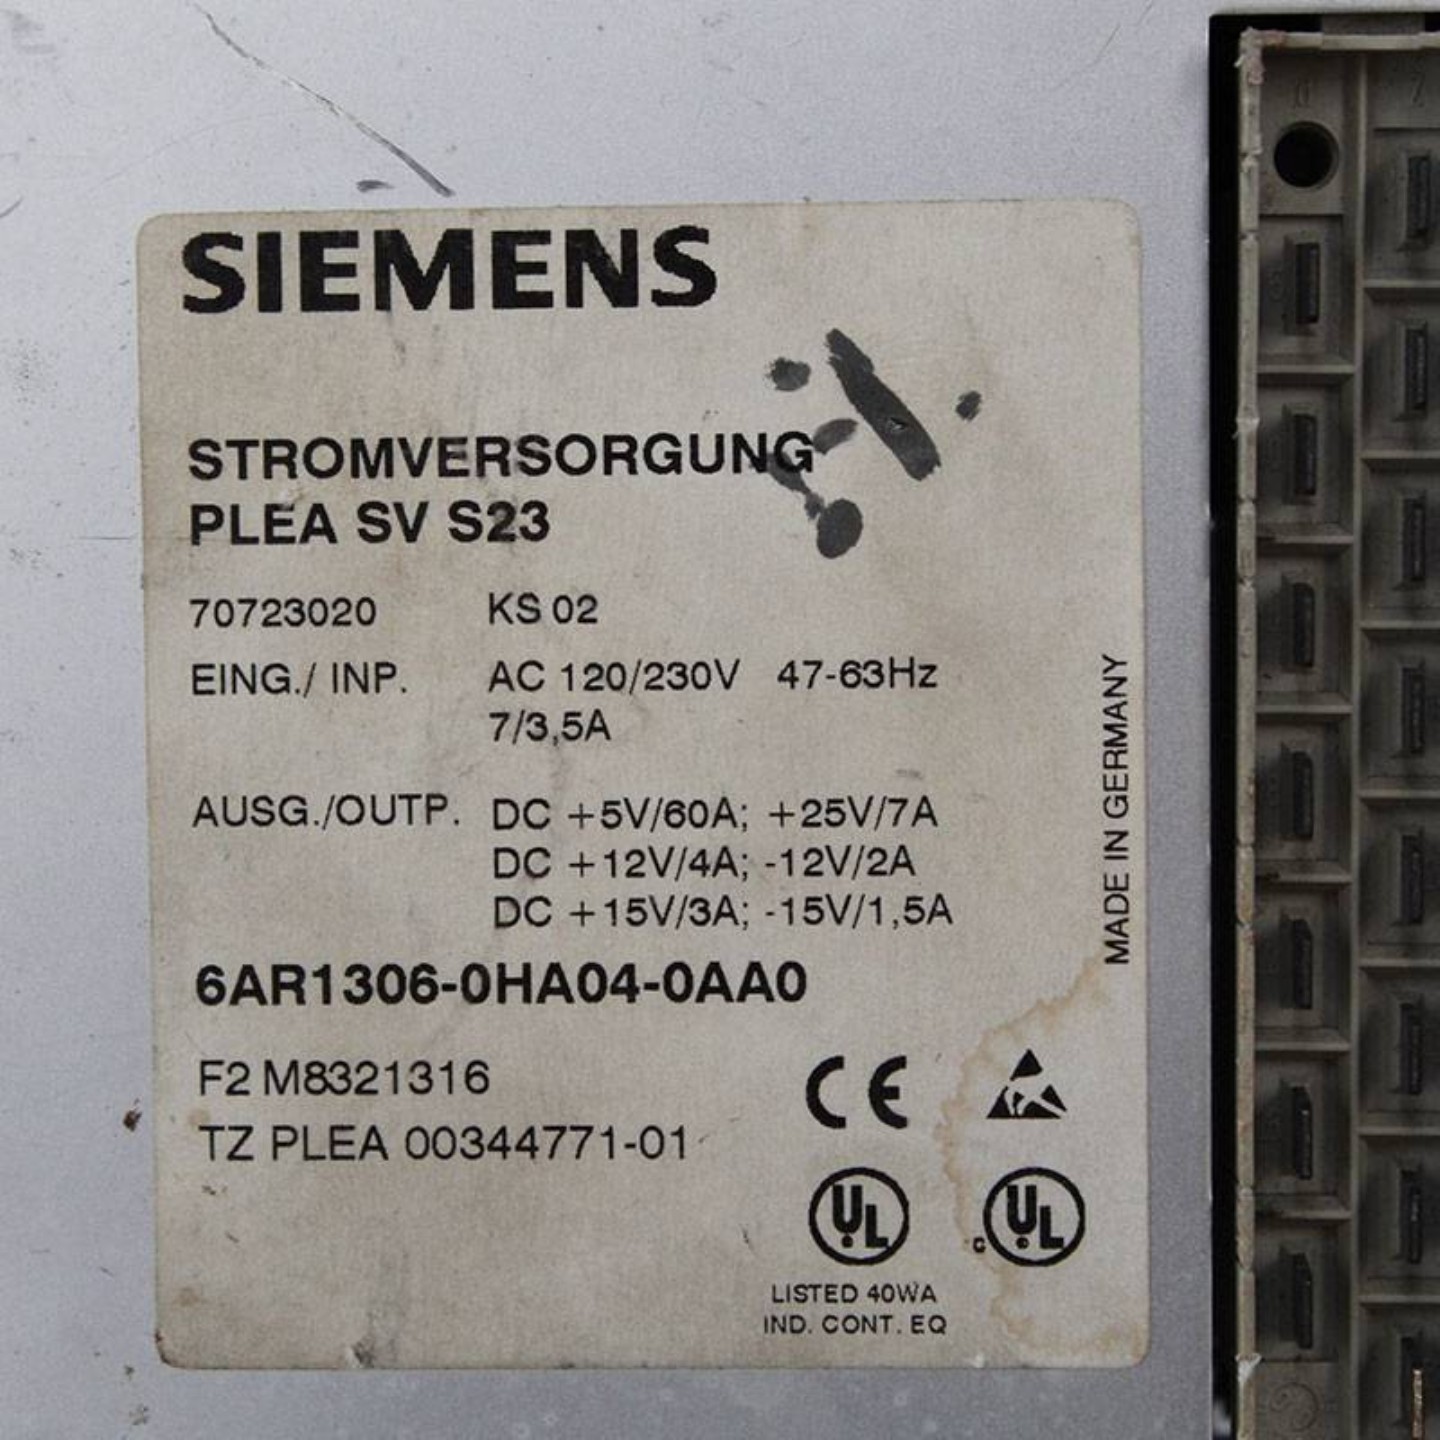 SIEMENS
STROMVERSORGUNG
PLEA SV S23
70723020 KS 02
EING./ INP. AC 120/230V 47-63Hz
7/3,5A
AUSG./OUTP. DC +5V/60A; +25V/7A
DC +12V/4A; -12V/2A
DC +15V/3A; -15V/1,5A
6AR1306-0HA04-0AA0
F2 M8321316
TZ PLEA 00344771-01
MADE IN GERMANY
CE
UL
c UL
LISTED 40WA
IND. CONT. EQ